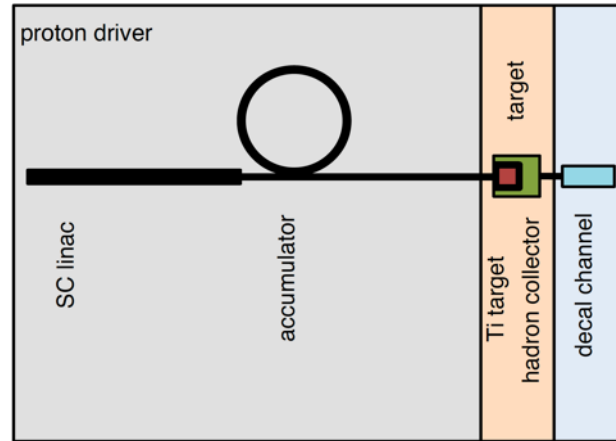 proton driver
target
SC linac
accumulator
Ti target
hadron collector
decal channel